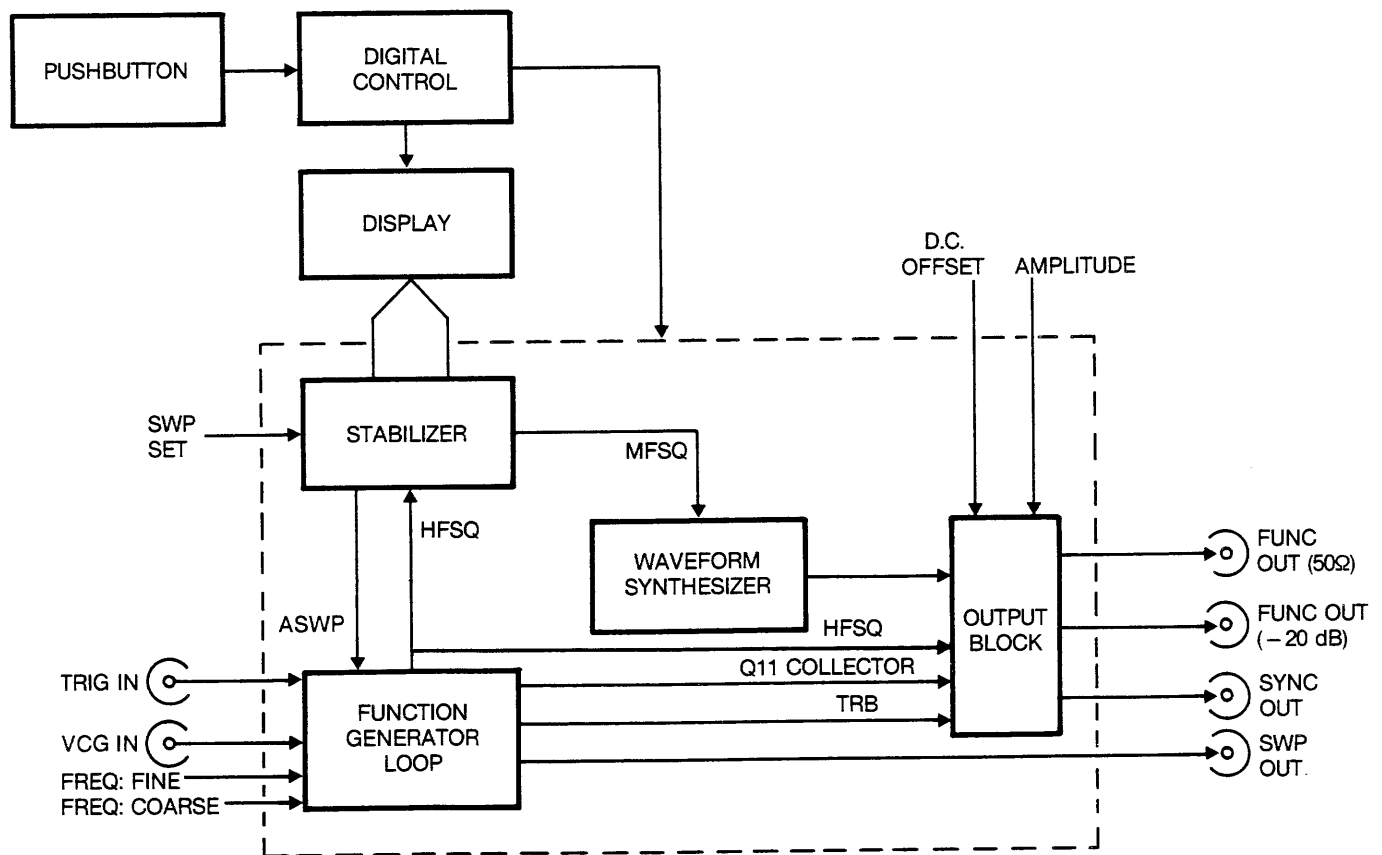 PUSHBUTTON
DIGITAL
CONTROL
DISPLAY
D.C.
OFFSET
AMPLITUDE
SWP
SET
STABILIZER
MFSQ
HFSQ
WAVEFORM
SYNTHESIZER
ASWP
HFSQ
OUTPUT
BLOCK
FUNC
OUT (50Ω)
FUNC OUT
(– 20 dB)
TRIG IN
Q11 COLLECTOR
SYNC
OUT
FUNCTION
GENERATOR
LOOP
TRB
VCG IN
SWP
OUT.
FREQ: FINE
FREQ: COARSE